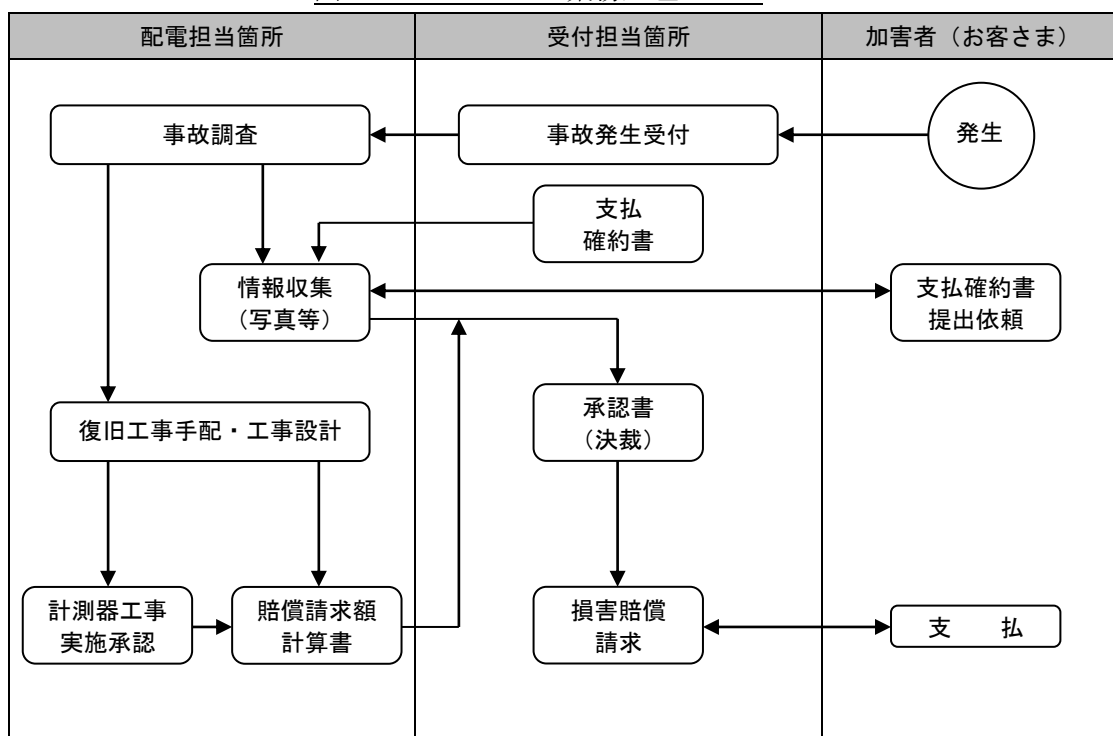 配電担当箇所
受付担当箇所
加害者（お客さま）
事故調査
事故発生受付
発生
支払
確約書
情報収集
（写真等）
支払確約書
提出依頼
承認書
（決裁）
復旧工事手配・工事設計
計測器工事
実施承認
賠償請求額
計算書
損害賠償
請求
支　　払